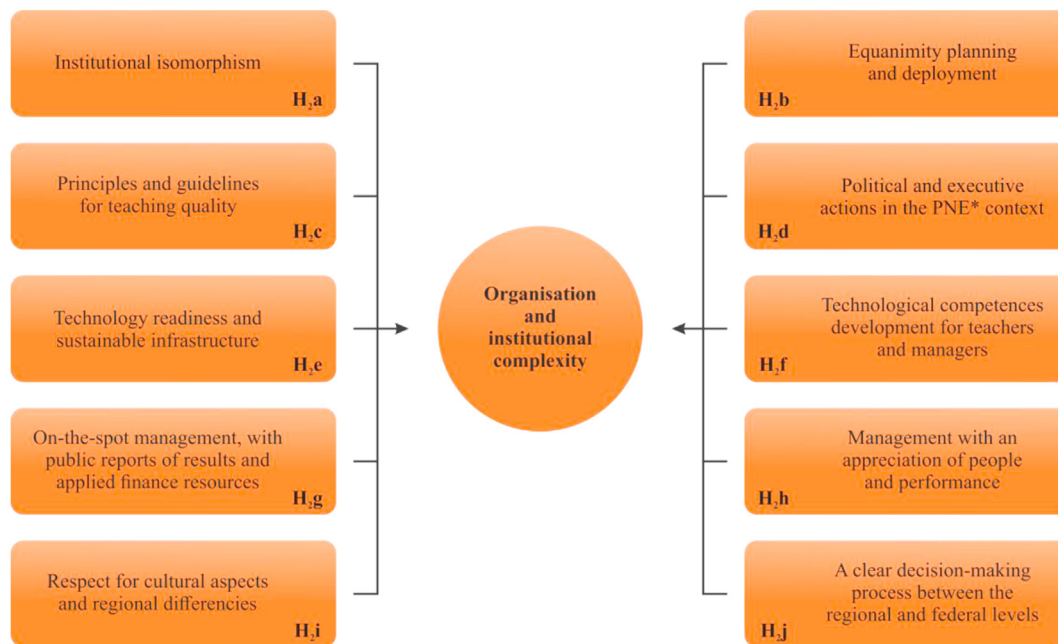 Institutional isomorphism
H₂a
Principles and guidelines
for teaching quality
H₂c
Technology readiness and
sustainable infrastructure
H₂e
On-the-spot management, with
public reports of results and
applied finance resources
H₂g
Respect for cultural aspects
and regional differencies
H₂i
Organisation
and
institutional
complexity
Equanimity planning
and deployment
H₂b
Political and executive
actions in the PNE* context
H₂d
Technological competences
development for teachers
and managers
H₂f
Management with an
appreciation of people
and performance
H₂h
A clear decision-making
process between the
regional and federal levels
H₂j